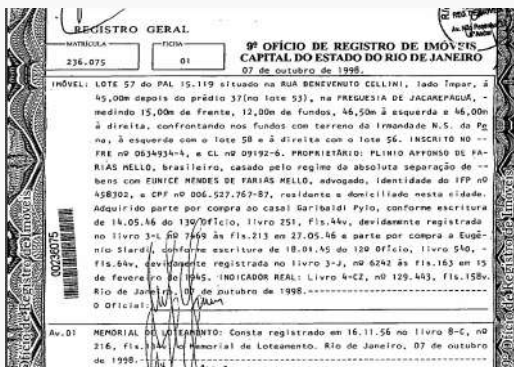 REGISTRO GERAL
MATRÍCULA
236.075
FICHA
01
9º OFÍCIO DE REGISTRO DE IMÓVEIS
CAPITAL DO ESTADO DO RIO DE JANEIRO
07 de outubro de 1998.
IMÓVEL: LOTE 57 do PAL 15.119 situado na RUA BENEVENUTO CELLINI, lado ímpar, à
45,00m depois do prédio 37(no lote 53), na FREGUESIA DE JACAREPAGUÁ, -
medindo 15,00m de frente, 12,00m de fundos, 46,50m à esquerda e 46,00m
à direita, confrontando nos fundos com terreno da Irmandade N.S. da Pe
na, à esquerda com o lote 58 e à direita com o lote 56. INSCRITO NO --
FRE nº 0634934-4, e CL nº 09192-6. PROPRIETÁRIO: PLINIO AFFONSO DE FA-
RIAS MELLO, brasileiro, casado pelo regime da absoluta separação de --
bens com EUNICE MENDES DE FARIAS MELLO, advogado, identidade do IFP nº
458302, e CPF nº 006.527.767-87, residente e domiciliado nesta cidade.
Adquirido parte por compra ao casal Garibaldi Pylo, conforme escritura
de 14.05.46 do 13º Ofício, livro 251, fls.44v, devidamente registrada
no livro 3-L nº 7469 às fls.213 em 27.05.46 e parte por compra a Eugê-
nio Siardi, conforme escritura de 18.01.45 do 12º Ofício, livro 540, -
fls.64v, devidamente registrada no livro 3-J, nº 6242 às fls.163 em 15
de fevereiro de 1945. INDICADOR REAL: Livro 4-CZ, nº 129.443, fls.158v.
Rio de Janeiro, 07 de outubro de 1998.
O Oficial:
00236075
Av.01 MEMORIAL DO LOTEAMENTO: Consta registrado em 16.11.56 no livro 8-C, nº
216, fls. o memorial de Loteamento. Rio de Janeiro, 07 de outubro
de 1998.